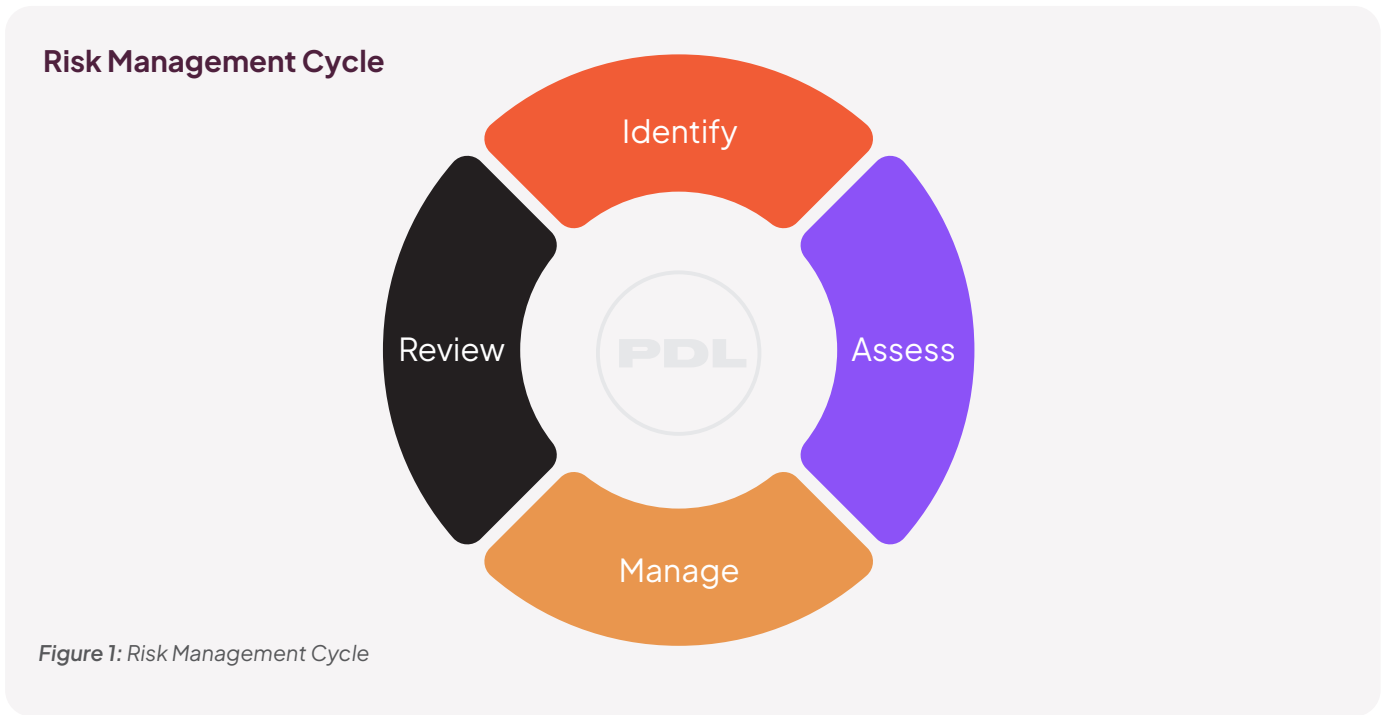 Risk Management Cycle
Identify
Assess
Manage
Review
PDL
Figure 1: Risk Management Cycle